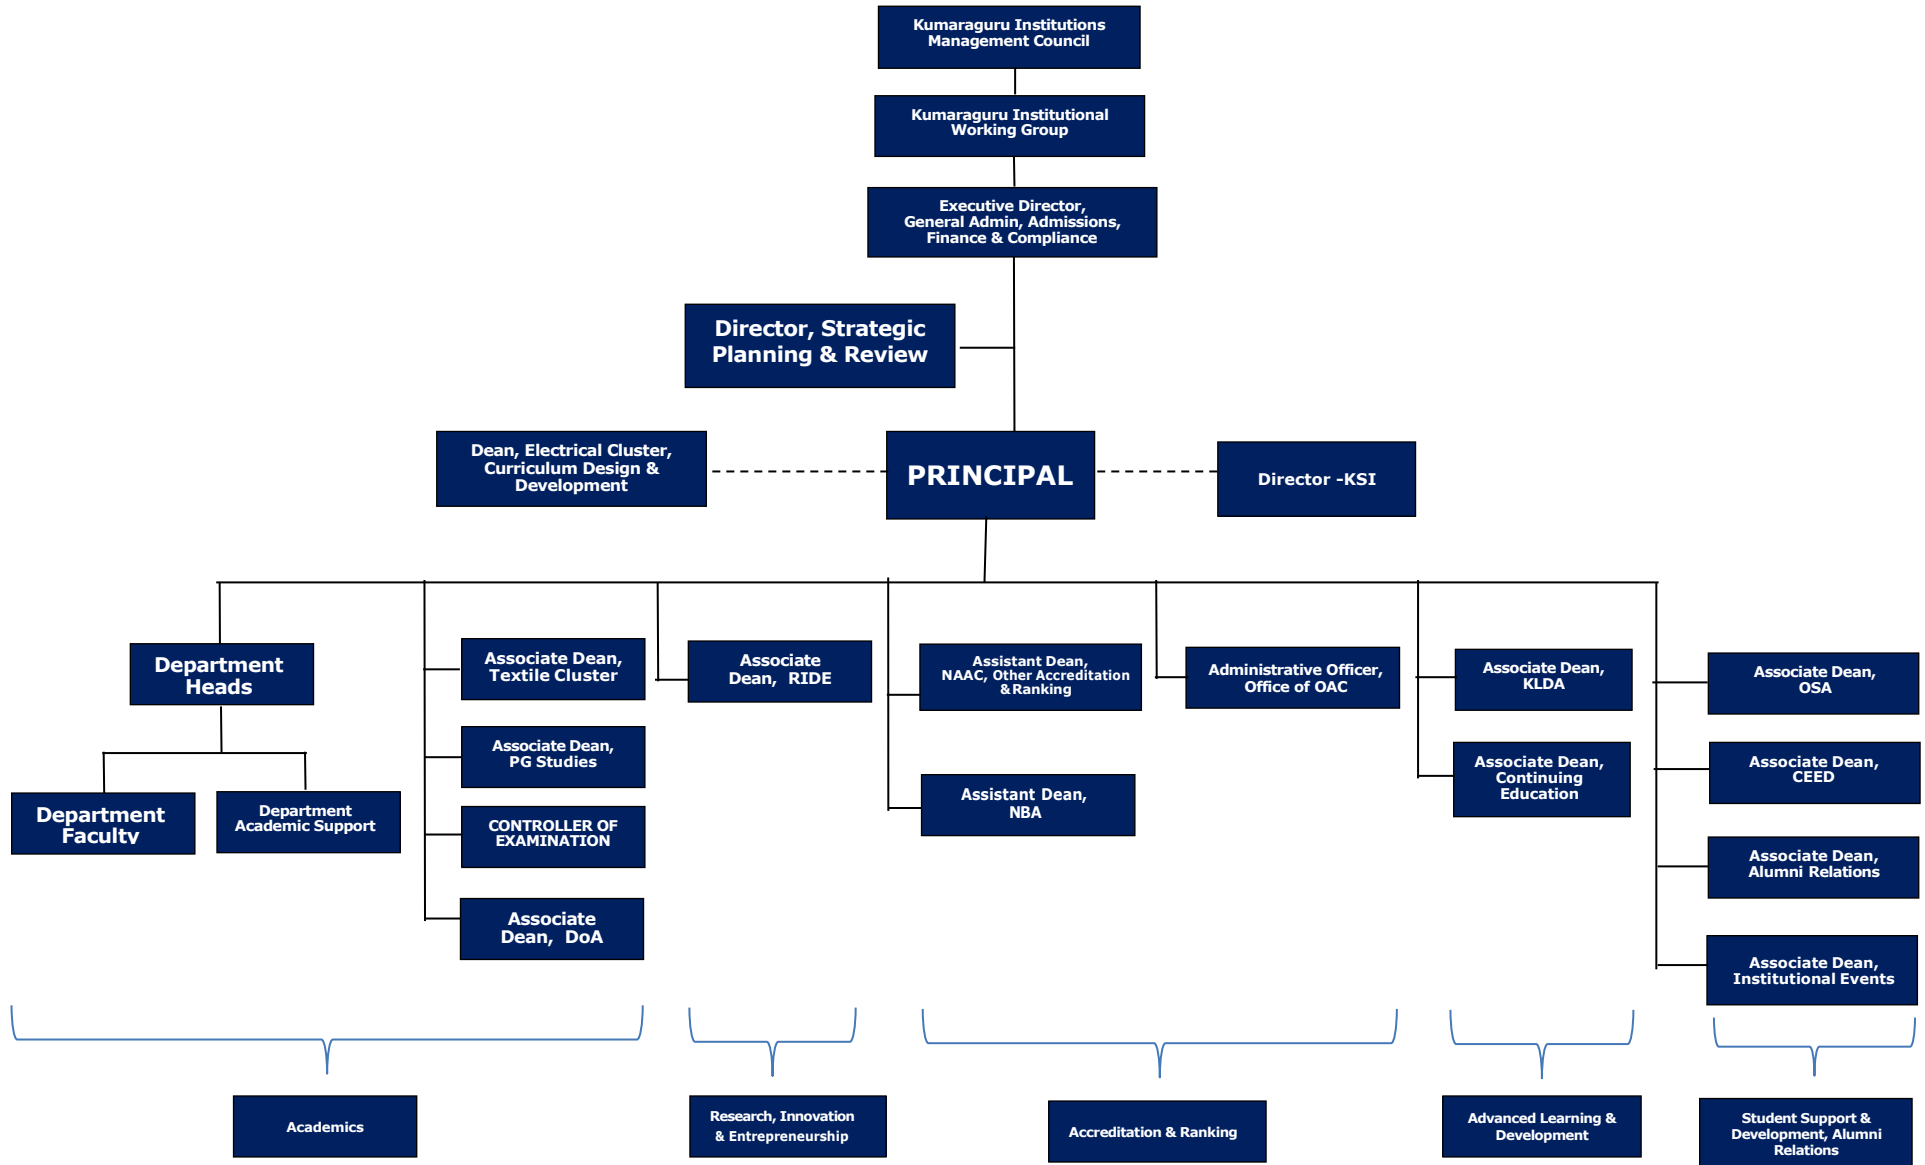 Kumaraguru Institutions
Management Council
Kumaraguru Institutional
Working Group
Executive Director,
General Admin, Admissions,
Finance & Compliance
Director, Strategic
Planning & Review
Dean, Electrical Cluster,
Curriculum Design &
Development
PRINCIPAL
Director -KSI
Department
Heads
Department
Faculty
Department
Academic Support
Associate Dean,
Textile Cluster
Associate Dean,
PG Studies
CONTROLLER OF
EXAMINATION
Associate
Dean, DoA
Associate
Dean, RIDE
Assistant Dean,
NAAC, Other Accreditation
&Ranking
Assistant Dean,
NBA
Administrative Officer,
Office of OAC
Associate Dean,
KLDA
Associate Dean,
Continuing
Education
Associate Dean,
OSA
Associate Dean,
CEED
Associate Dean,
Alumni Relations
Associate Dean,
Institutional Events
Academics
Research, Innovation
& Entrepreneurship
Accreditation & Ranking
Advanced Learning &
Development
Student Support &
Development, Alumni
Relations